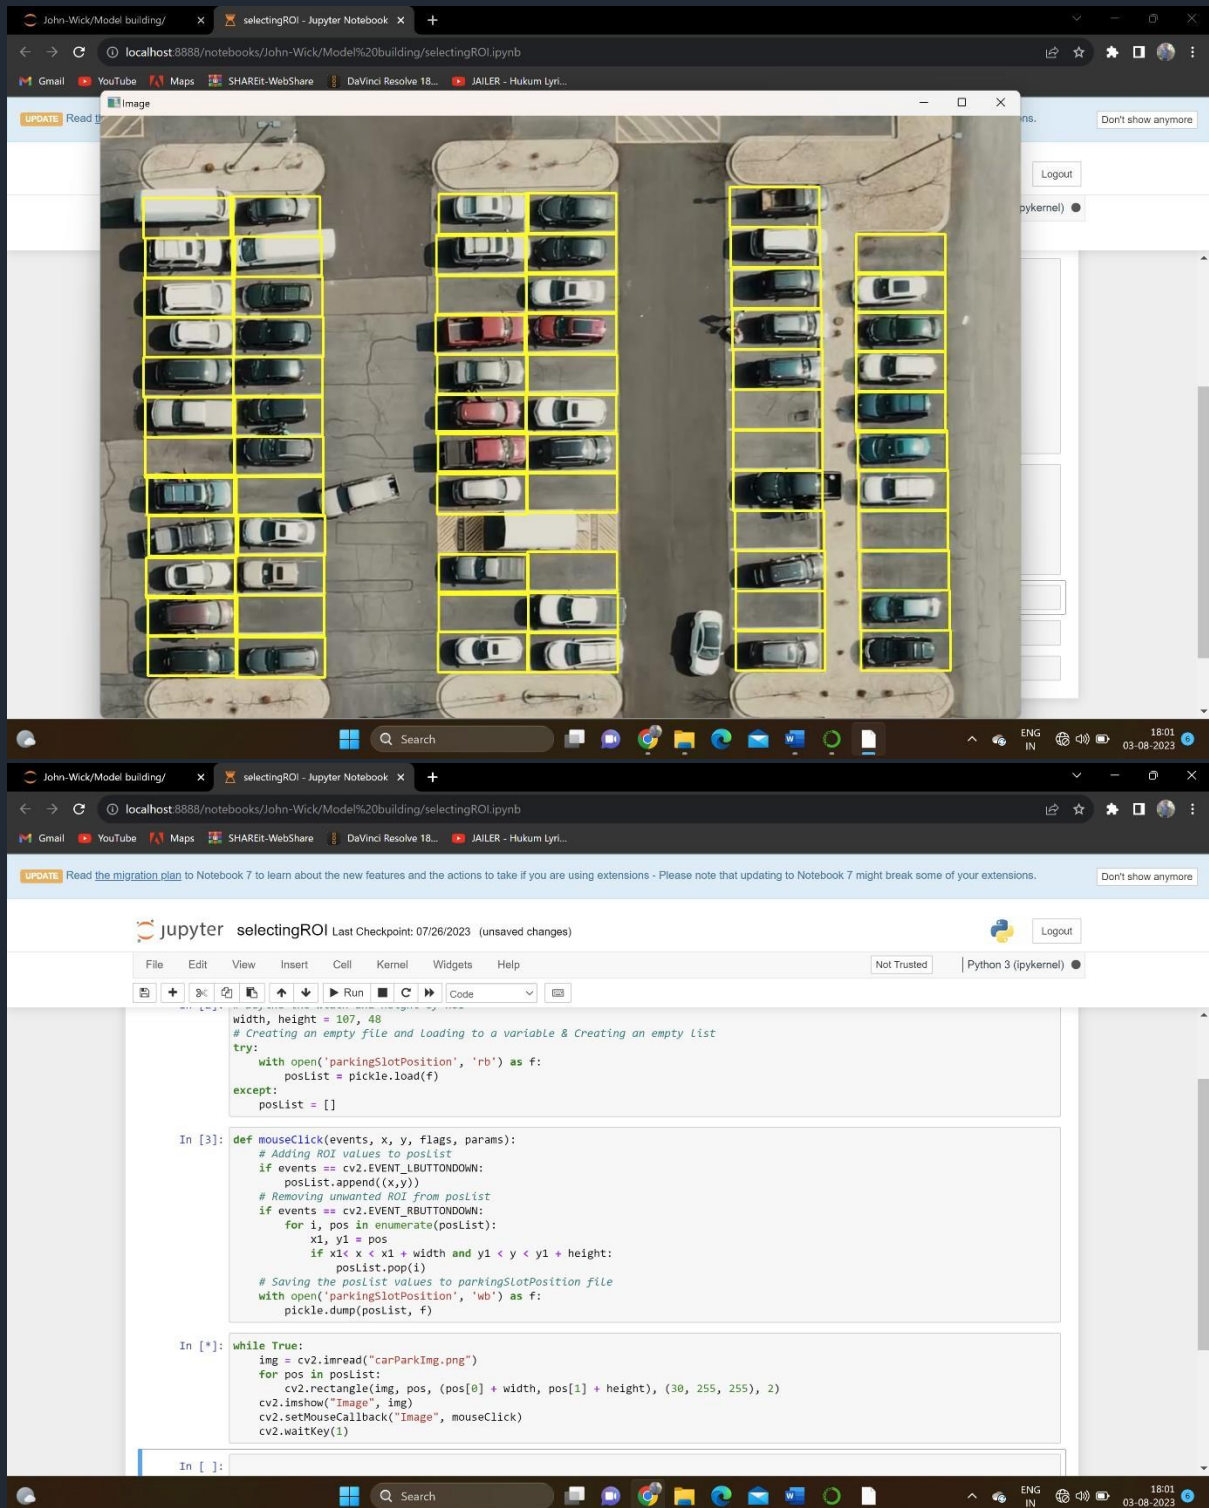 John-Wick/Model building/
selectingROI - Jupyter Notebook
localhost:8888/notebooks/John-Wick/Model%20building/selectingROI.ipynb
Gmail YouTube Maps SHAREit-WebShare DaVinci Resolve 18... JAILER - Hukum Lyri...
Image
UPDATE Read ns. Don't show anymore
Logout
pykernel)
Search
ENG
IN
18:01
03-08-2023
6
John-Wick/Model building/
selectingROI - Jupyter Notebook
localhost:8888/notebooks/John-Wick/Model%20building/selectingROI.ipynb
Gmail YouTube Maps SHAREit-WebShare DaVinci Resolve 18... JAILER - Hukum Lyri...
UPDATE Read the migration plan to Notebook 7 to learn about the new features and the actions to take if you are using extensions - Please note that updating to Notebook 7 might break some of your extensions. Don't show anymore
jupyter selectingROI Last Checkpoint: 07/26/2023 (unsaved changes) Logout
File Edit View Insert Cell Kernel Widgets Help Not Trusted Python 3 (ipykernel)
Run Code
width, height = 107, 48
# Creating an empty file and loading to a variable & Creating an empty list
try:
    with open('parkingSlotPosition', 'rb') as f:
        posList = pickle.load(f)
except:
    posList = []
In [3]: def mouseClick(events, x, y, flags, params):
    # Adding ROI values to posList
    if events == cv2.EVENT_LBUTTONDOWN:
        posList.append((x,y))
    # Removing unwanted ROI from posList
    if events == cv2.EVENT_RBUTTONDOWN:
        for i, pos in enumerate(posList):
            x1, y1 = pos
            if x1< x < x1 + width and y1 < y < y1 + height:
                posList.pop(i)
    # Saving the posList values to parkingSlotPosition file
    with open('parkingSlotPosition', 'wb') as f:
        pickle.dump(posList, f)
In [*]: while True:
    img = cv2.imread("carParkImg.png")
    for pos in posList:
        cv2.rectangle(img, pos, (pos[0] + width, pos[1] + height), (30, 255, 255), 2)
    cv2.imshow("Image", img)
    cv2.setMouseCallback("Image", mouseClick)
    cv2.waitKey(1)
In [ ]:
Search
ENG
IN
18:01
03-08-2023
6